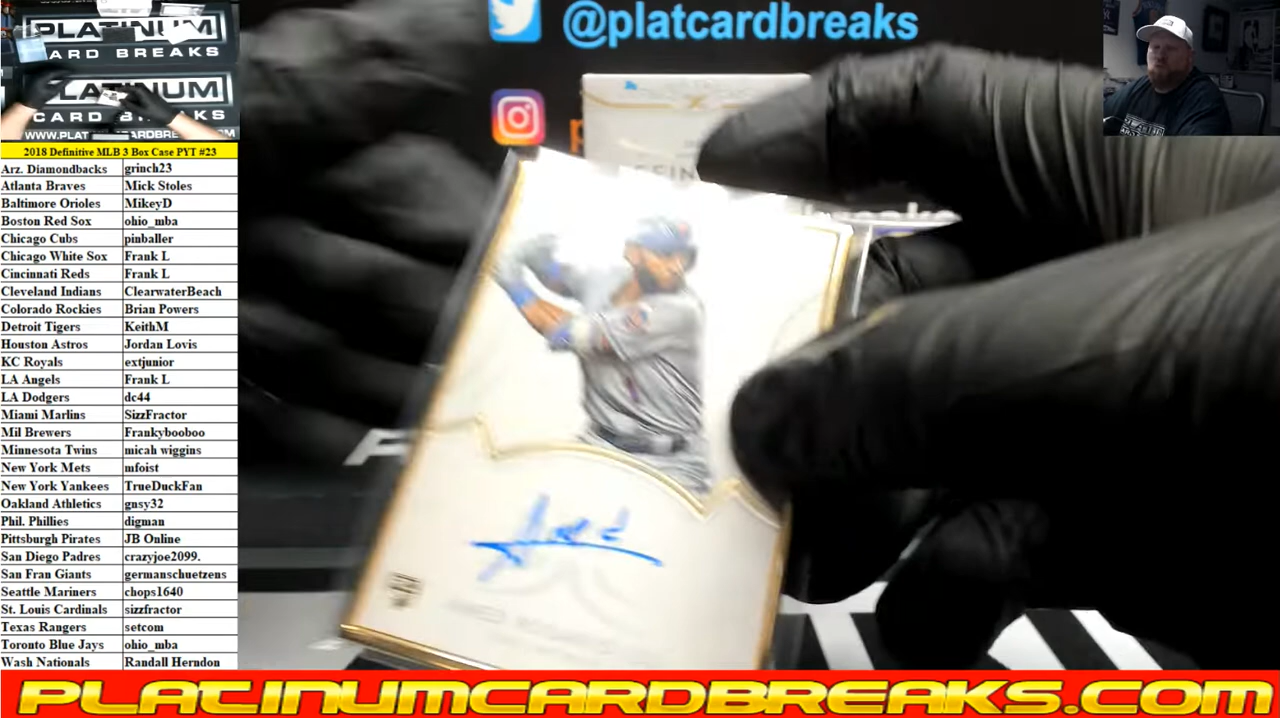 PLATINUM
ARD BREAKS
LATINUM
CARD BREAKS
@platcardbreaks
2018 Definitive MLB 3 Box Case PYT #23
Arz. Diamondbacks grinch23
Atlanta Braves Mick Stoles
Baltimore Orioles MikeyD
Boston Red Sox ohio_mba
Chicago Cubs pinballer
Chicago White Sox Frank L
Cincinnati Reds Frank L
Cleveland Indians ClearwaterBeach
Colorado Rockies Brian Powers
Detroit Tigers KeithM
Houston Astros Jordan Lovis
KC Royals extjunior
LA Angels Frank L
LA Dodgers dc44
Miami Marlins SizzFractor
Mil Brewers Frankybooboo
Minnesota Twins micah wiggins
New York Mets mfoist
New York Yankees TrueDuckFan
Oakland Athletics gnsy32
Phil. Phillies digman
Pittsburgh Pirates JB Online
San Diego Padres crazyjoe2099.
San Fran Giants germanschuetzens
Seattle Mariners chops1640
St. Louis Cardinals sizzfractor
Texas Rangers setcom
Toronto Blue Jays ohio_mba
Wash Nationals Randall Herndon
PLATINUMCARDBREAKS.COM